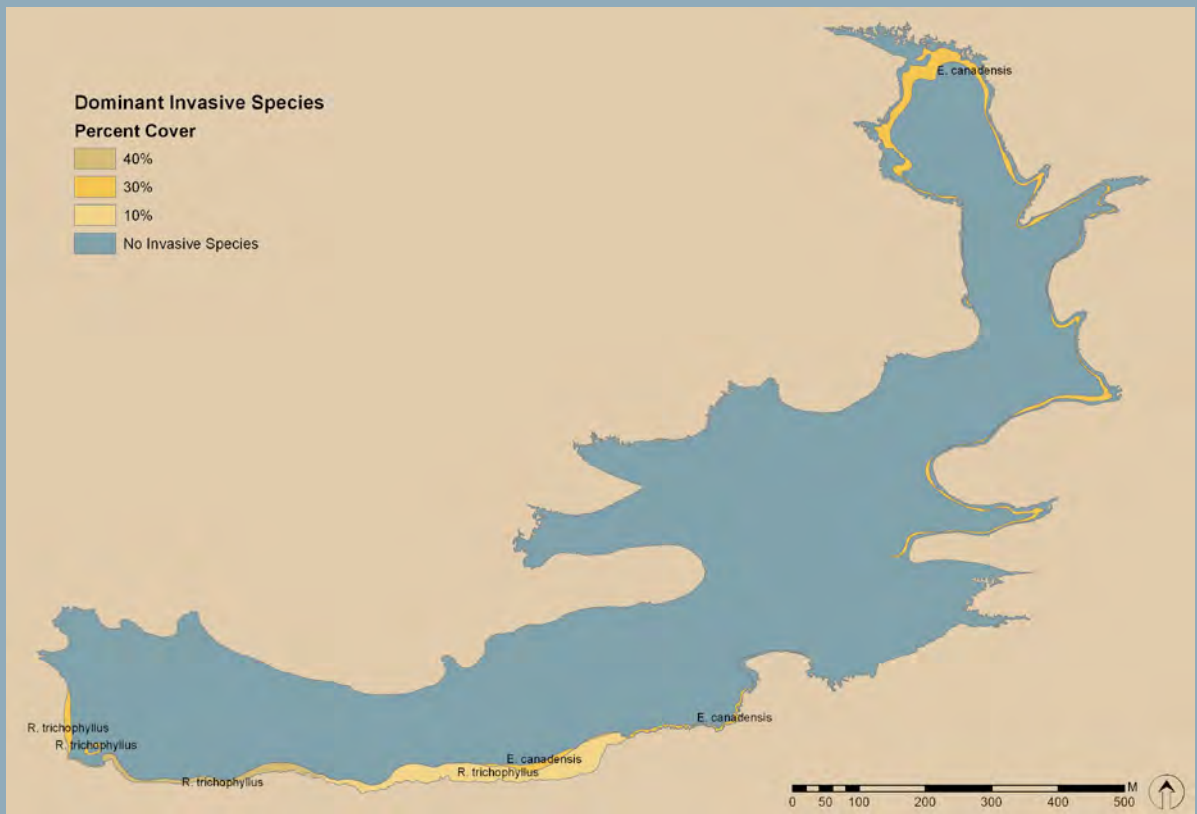 E. canadensis
Dominant Invasive Species
Percent Cover
40%
30%
10%
No Invasive Species
E. canadensis
R. trichophyllus
R. trichophyllus
E. canadensis
R. trichophyllus
R. trichophyllus
M
0 50 100 200 300 400 500